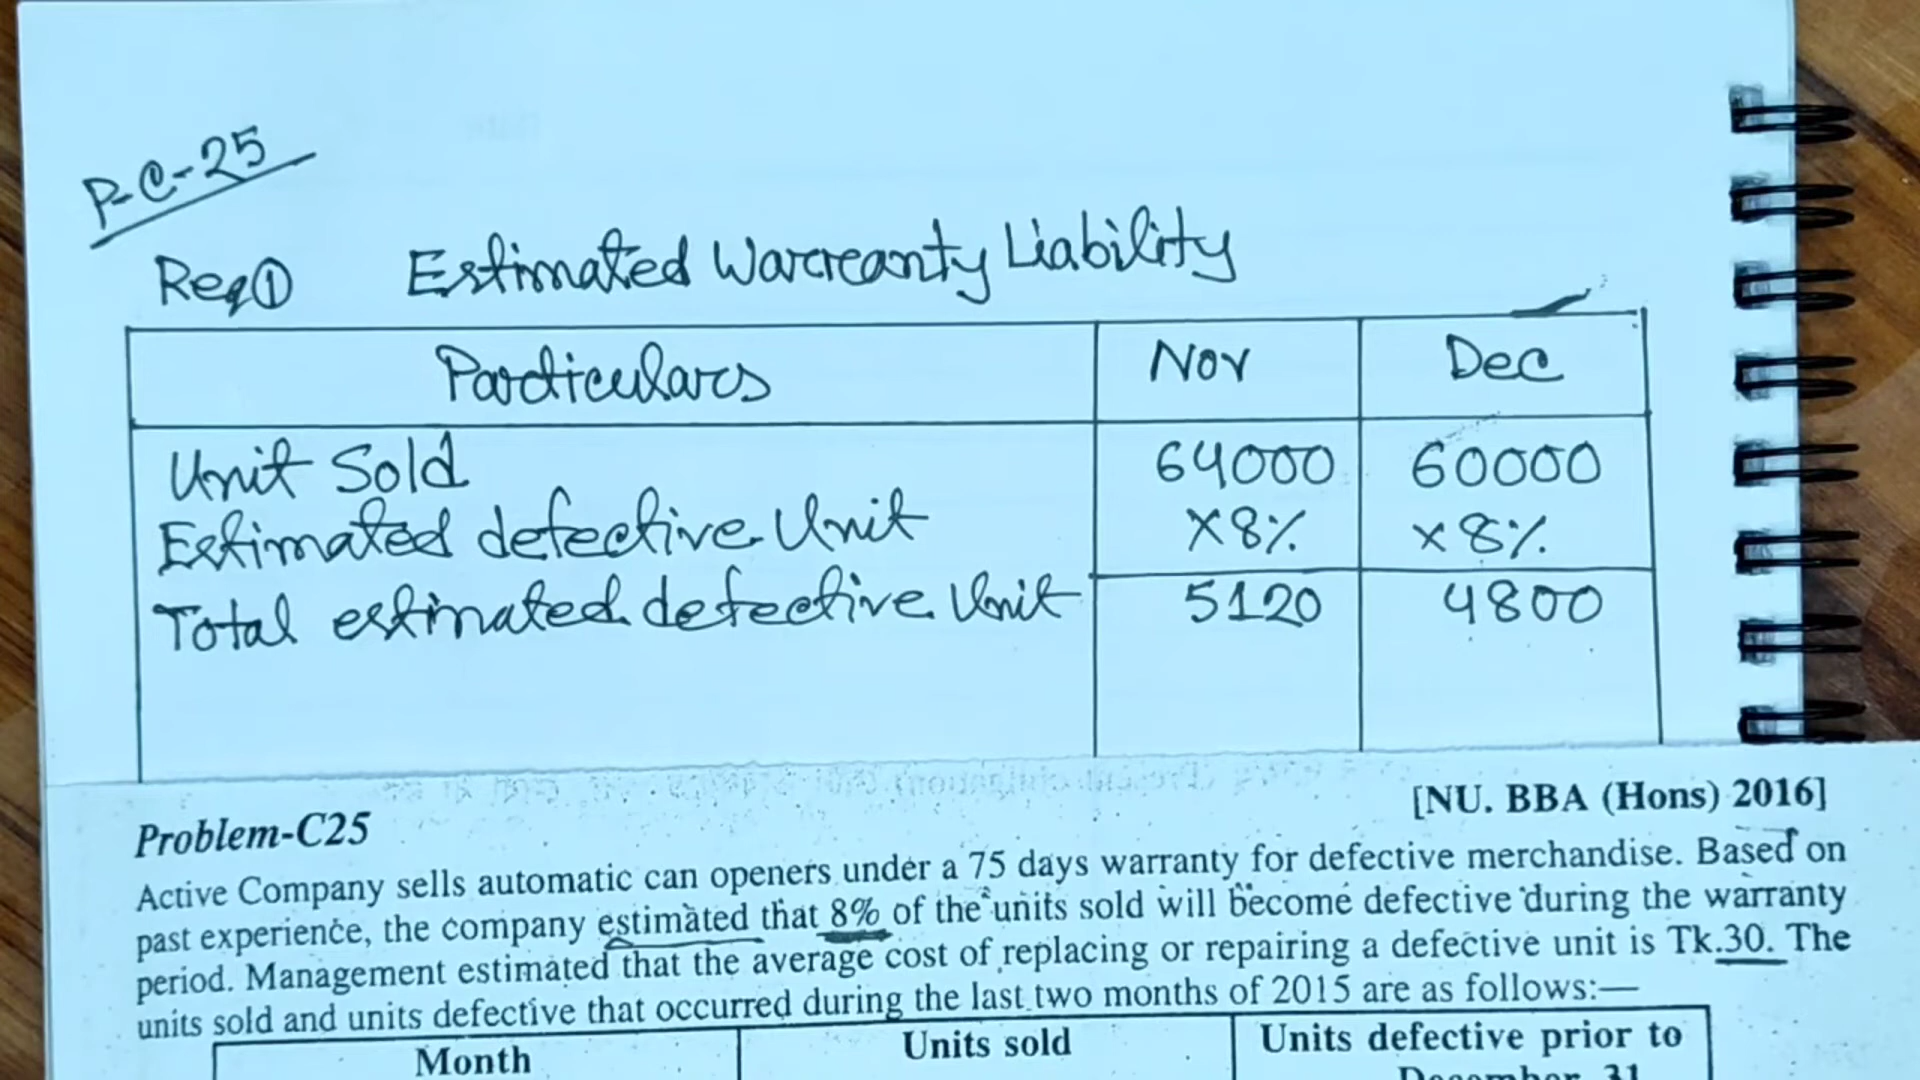 P-C-25
Req① Estimated Warreanty Liability
Particulars Nov Dec
Unit Sold 64000 60000
Estimated defective Unit ×8% ×8%
Total estimated defective Unit 5120 4800
[NU. BBA (Hons) 2016]
Problem-C25
Active Company sells automatic can openers under a 75 days warranty for defective merchandise. Based on
past experience, the company estimated that 8% of the units sold will become defective during the warranty
period. Management estimated that the average cost of replacing or repairing a defective unit is Tk.30. The
units sold and units defective that occurred during the last two months of 2015 are as follows:—
Month Units sold Units defective prior to
December 31